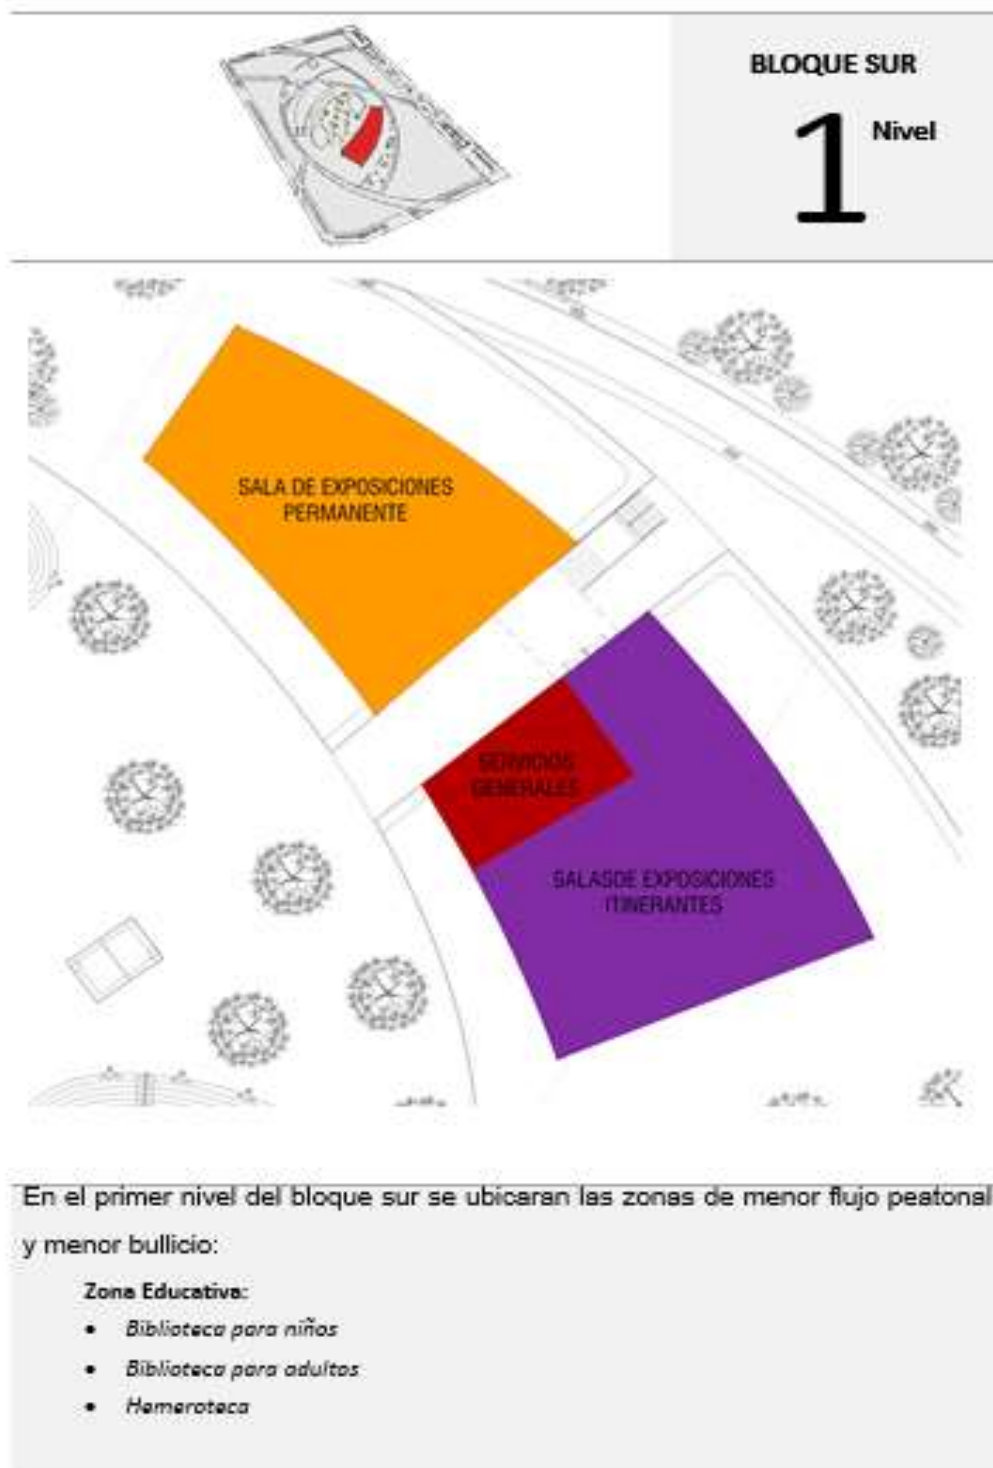 BLOQUE SUR
1 Nivel
SALA DE EXPOSICIONES
PERMANENTE
SERVICIOS
GENERALES
SALASDE EXPOSICIONES
ITINERANTES
En el primer nivel del bloque sur se ubicaran las zonas de menor flujo peatonal
y menor bullicio:
Zona Educativa:
• Biblioteca para niños
• Biblioteca para adultos
• Hemeroteca